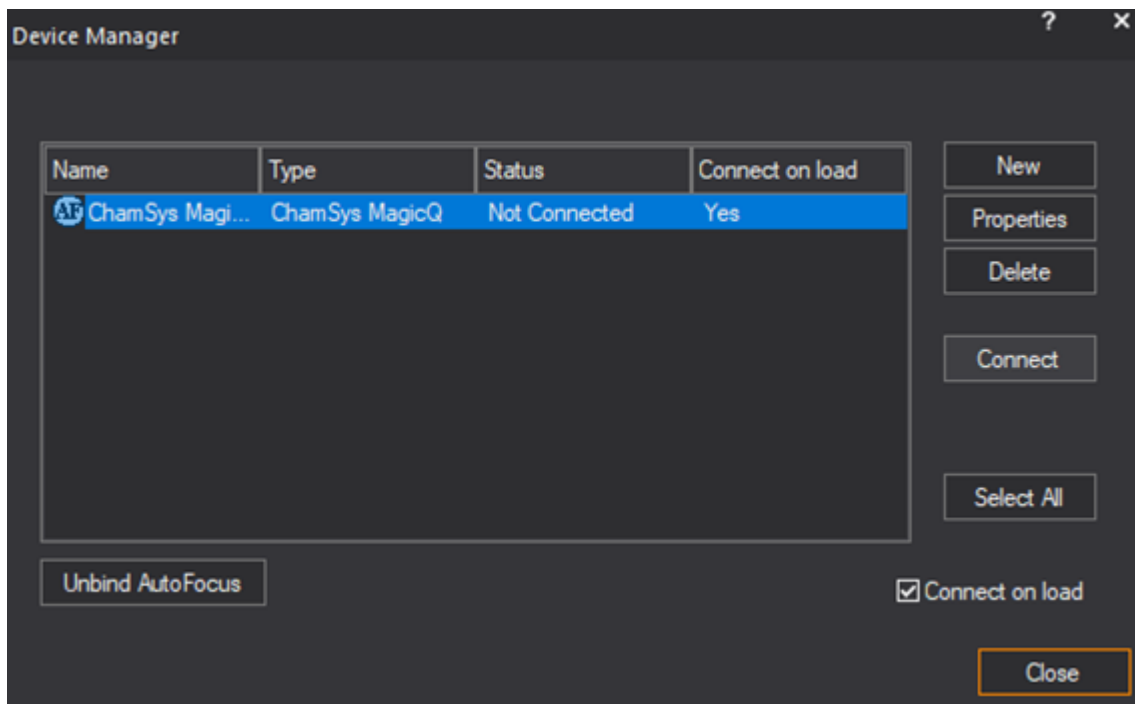 Device Manager
? ×
Name Type Status Connect on load
AF ChamSys Magi... ChamSys MagicQ Not Connected Yes
New
Properties
Delete
Connect
Select All
Unbind AutoFocus
Connect on load
Close